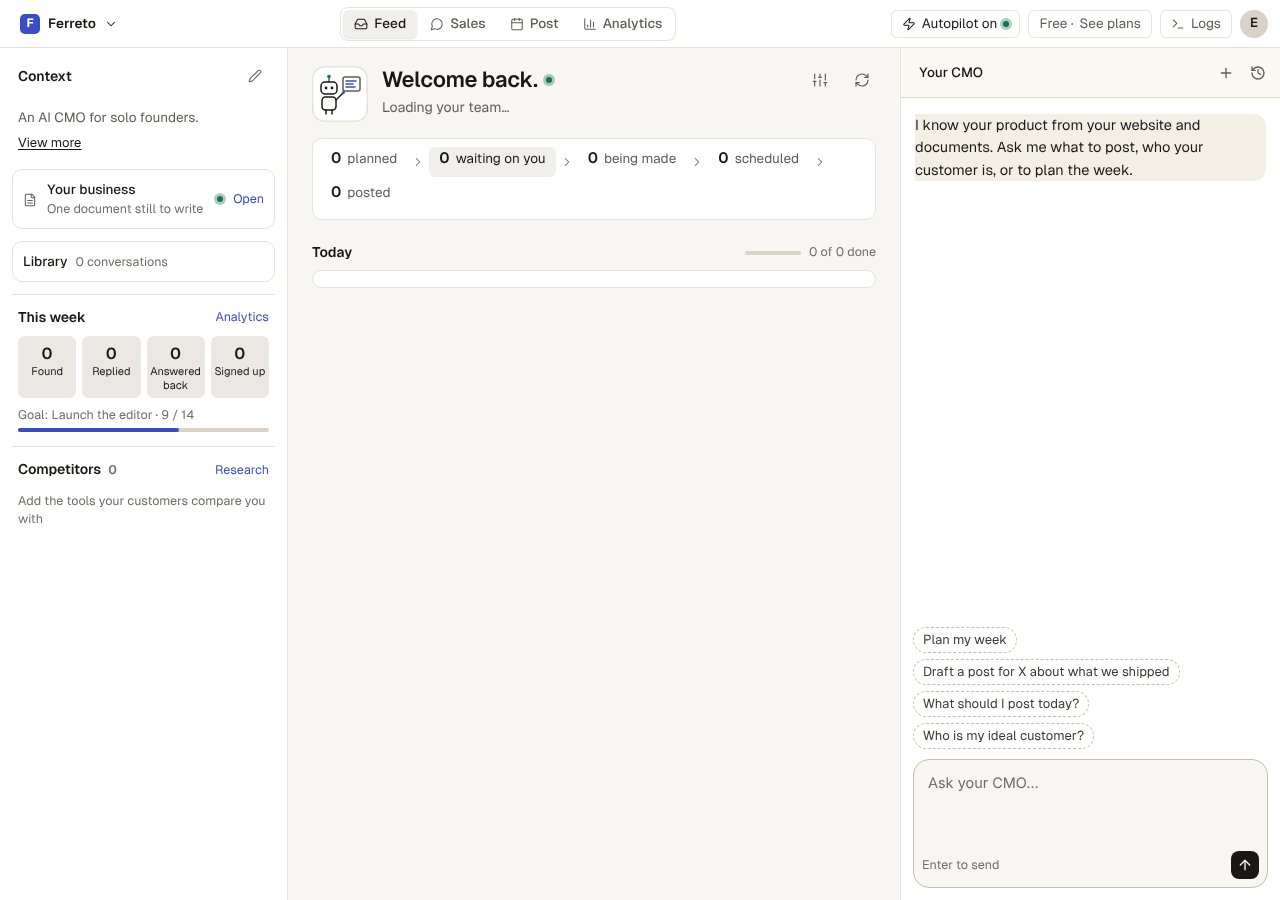 F Ferreto
Feed
Sales
Post
Analytics
Autopilot on
Free · See plans
Logs
E
Context
An AI CMO for solo founders.
View more
Your business
One document still to write
Open
Library 0 conversations
This week
Analytics
0 Found
0 Replied
0 Answered back
0 Signed up
Goal: Launch the editor · 9 / 14
Competitors 0
Research
Add the tools your customers compare you
with
Welcome back.
Loading your team…
0 planned
0 waiting on you
0 being made
0 scheduled
0 posted
Today
0 of 0 done
Your CMO
I know your product from your website and
documents. Ask me what to post, who your
customer is, or to plan the week.
Plan my week
Draft a post for X about what we shipped
What should I post today?
Who is my ideal customer?
Ask your CMO...
Enter to send